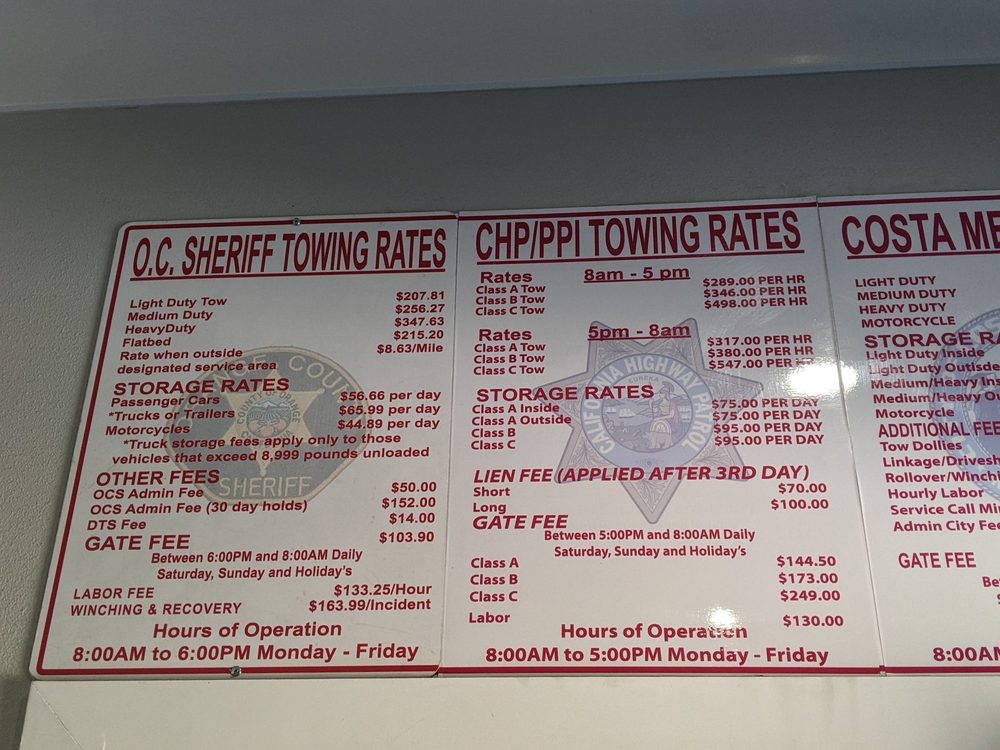 O.C. SHERIFF TOWING RATES
Light Duty Tow $207.81
Medium Duty $256.27
HeavyDuty $347.63
Flatbed $215.20
Rate when outside $8.63/Mile
designated service area
STORAGE RATES
Passenger Cars $56.66 per day
*Trucks or Trailers $65.99 per day
Motorcycles $44.89 per day
*Truck storage fees apply only to those
vehicles that exceed 8,999 pounds unloaded
OTHER FEES
OCS Admin Fee $50.00
OCS Admin Fee (30 day holds) $152.00
DTS Fee $14.00
GATE FEE $103.90
Between 6:00PM and 8:00AM Daily
Saturday, Sunday and Holiday's
LABOR FEE $133.25/Hour
WINCHING & RECOVERY $163.99/Incident
Hours of Operation
8:00AM to 6:00PM Monday - Friday
COUNTY OF ORANGE
SHERIFF
CHP/PPI TOWING RATES
Rates 8am - 5 pm
Class A Tow $289.00 PER HR
Class B Tow $346.00 PER HR
Class C Tow $498.00 PER HR
Rates 5pm - 8am
Class A Tow $317.00 PER HR
Class B Tow $380.00 PER HR
Class C Tow $547.00 PER HR
STORAGE RATES
Class A Inside $75.00 PER DAY
Class A Outside $75.00 PER DAY
Class B $95.00 PER DAY
Class C $95.00 PER DAY
LIEN FEE (APPLIED AFTER 3RD DAY)
Short $70.00
Long $100.00
GATE FEE
Between 5:00PM and 8:00AM Daily
Saturday, Sunday and Holiday's
Class A $144.50
Class B $173.00
Class C $249.00
Labor $130.00
Hours of Operation
8:00AM to 5:00PM Monday - Friday
CALIFORNIA HIGHWAY PATROL
EUREKA
COSTA ME
LIGHT DUTY
MEDIUM DUTY
HEAVY DUTY
MOTORCYCLE
STORAGE RA
Light Duty Inside
Light Duty Outisde
Medium/Heavy Ins
Medium/Heavy Ou
Motorcycle
ADDITIONAL FEE
Tow Dollies
Linkage/Drivesh
Rollover/Winch
Hourly Labor
Service Call Mi
Admin City Fe
GATE FEE
Be
S
8:00A